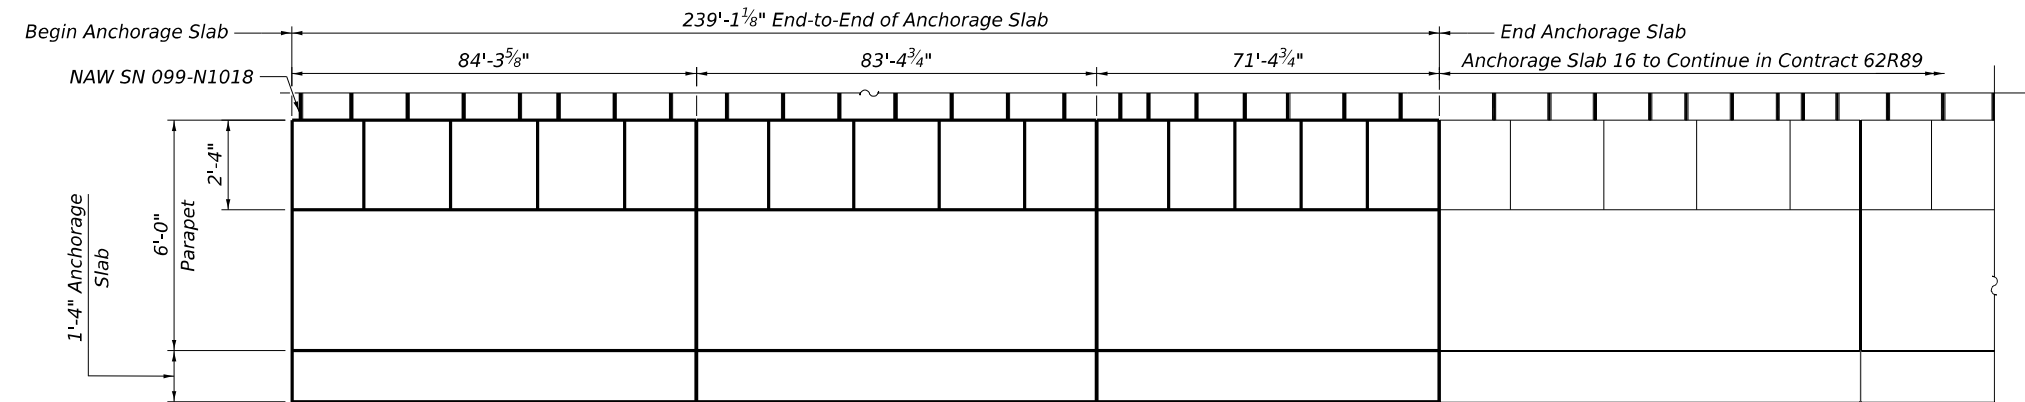 239'-1⅛" End-to-End of Anchorage Slab
Begin Anchorage Slab
End Anchorage Slab
84'-3⅝"
83'-4¾"
71'-4¾"
Anchorage Slab 16 to Continue in Contract 62R89
NAW SN 099-N1018
2'-4"
6'-0"
Parapet
1'-4" Anchorage
Slab